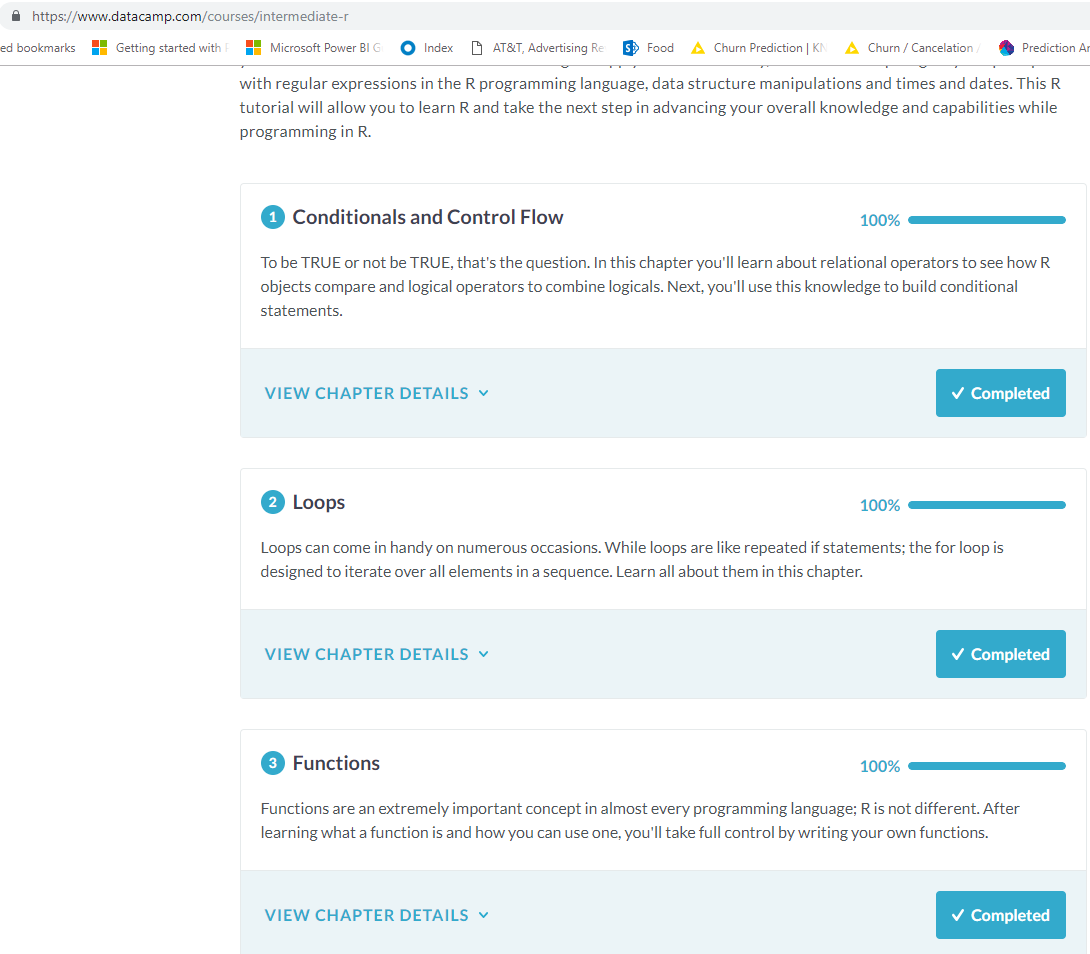 https://www.datacamp.com/courses/intermediate-r
ed bookmarks Getting started with Microsoft Power BI G Index AT&T, Advertising Re Food Churn Prediction | KN Churn / Cancelation Prediction An
with regular expressions in the R programming language, data structure manipulations and times and dates. This R
tutorial will allow you to learn R and take the next step in advancing your overall knowledge and capabilities while
programming in R.
1 Conditionals and Control Flow 100%
To be TRUE or not be TRUE, that's the question. In this chapter you'll learn about relational operators to see how R
objects compare and logical operators to combine logicals. Next, you'll use this knowledge to build conditional
statements.
VIEW CHAPTER DETAILS ✓ Completed
2 Loops 100%
Loops can come in handy on numerous occasions. While loops are like repeated if statements; the for loop is
designed to iterate over all elements in a sequence. Learn all about them in this chapter.
VIEW CHAPTER DETAILS ✓ Completed
3 Functions 100%
Functions are an extremely important concept in almost every programming language; R is not different. After
learning what a function is and how you can use one, you'll take full control by writing your own functions.
VIEW CHAPTER DETAILS ✓ Completed